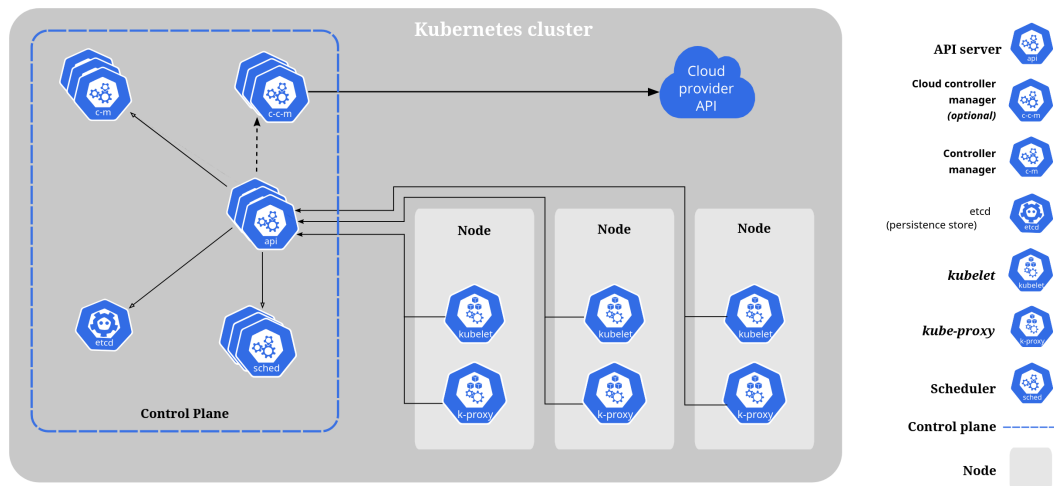 Kubernetes cluster
c-m
c-c-m
Cloud
provider
API
api
etcd
sched
Control Plane
Node
kubelet
k-proxy
Node
kubelet
k-proxy
Node
kubelet
k-proxy
API server
api
Cloud controller
manager
(optional)
c-c-m
Controller
manager
c-m
etcd
(persistence store)
etcd
kubelet
kubelet
kube-proxy
k-proxy
Scheduler
sched
Control plane
Node